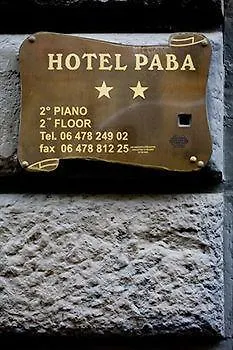 HOTEL PABA
2° PIANO
2° FLOOR
Tel. 06 478 249 02
fax 06 478 812 25